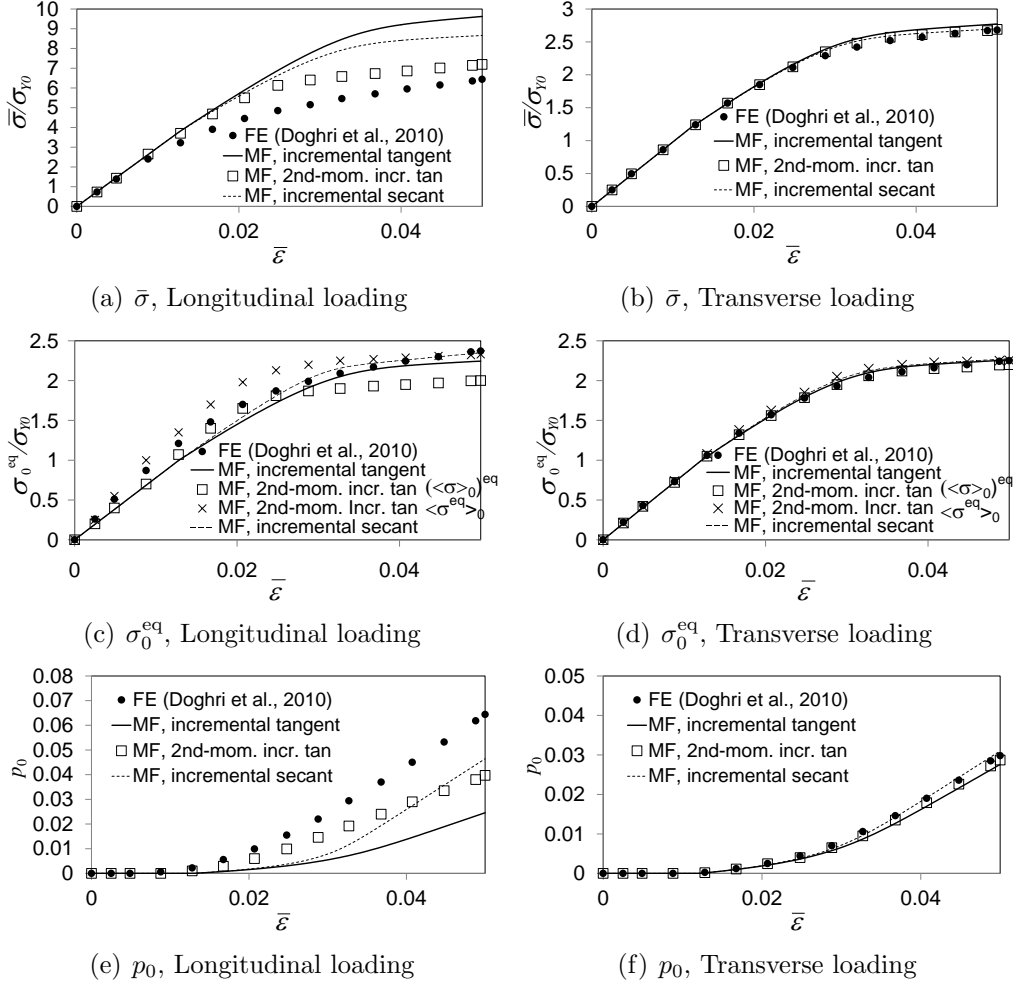 10
9
8
7
6
5
4
3
2
1
0
σ̄/σY0
FE (Doghri et al., 2010)
MF, incremental tangent
MF, 2nd-mom. incr. tan
MF, incremental secant
0 0.02 0.04
ε̄
(a) σ̄, Longitudinal loading
3
2.5
2
1.5
1
0.5
0
σ̄/σY0
FE (Doghri et al., 2010)
MF, incremental tangent
MF, 2nd-mom. incr. tan
MF, incremental secant
0 0.02 0.04
ε̄
(b) σ̄, Transverse loading
2.5
2
1.5
1
0.5
0
σ0eq/σY0
FE (Doghri et al., 2010)
MF, incremental tangent
MF, 2nd-mom. incr. tan (<σ>0)eq
MF, 2nd-mom. Incr. tan <σeq>0
MF, incremental secant
0 0.02 0.04
ε̄
(c) σ0eq, Longitudinal loading
2.5
2
1.5
1
0.5
0
σ0eq/σY0
FE (Doghri et al., 2010)
MF, incremental tangent
MF, 2nd-mom. incr. tan (<σ>0)eq
MF, 2nd-mom. Incr. tan <σeq>0
MF, incremental secant
0 0.02 0.04
ε̄
(d) σ0eq, Transverse loading
0.08
0.07
0.06
0.05
0.04
0.03
0.02
0.01
0
p0
FE (Doghri et al., 2010)
MF, incremental tangent
MF, 2nd-mom. incr. tan
MF, incremental secant
0 0.02 0.04
ε̄
(e) p0, Longitudinal loading
0.05
0.04
0.03
0.02
0.01
0
p0
FE (Doghri et al., 2010)
MF, incremental tangent
MF, 2nd-mom. incr. tan
MF, incremental secant
0 0.02 0.04
ε̄
(f) p0, Transverse loading